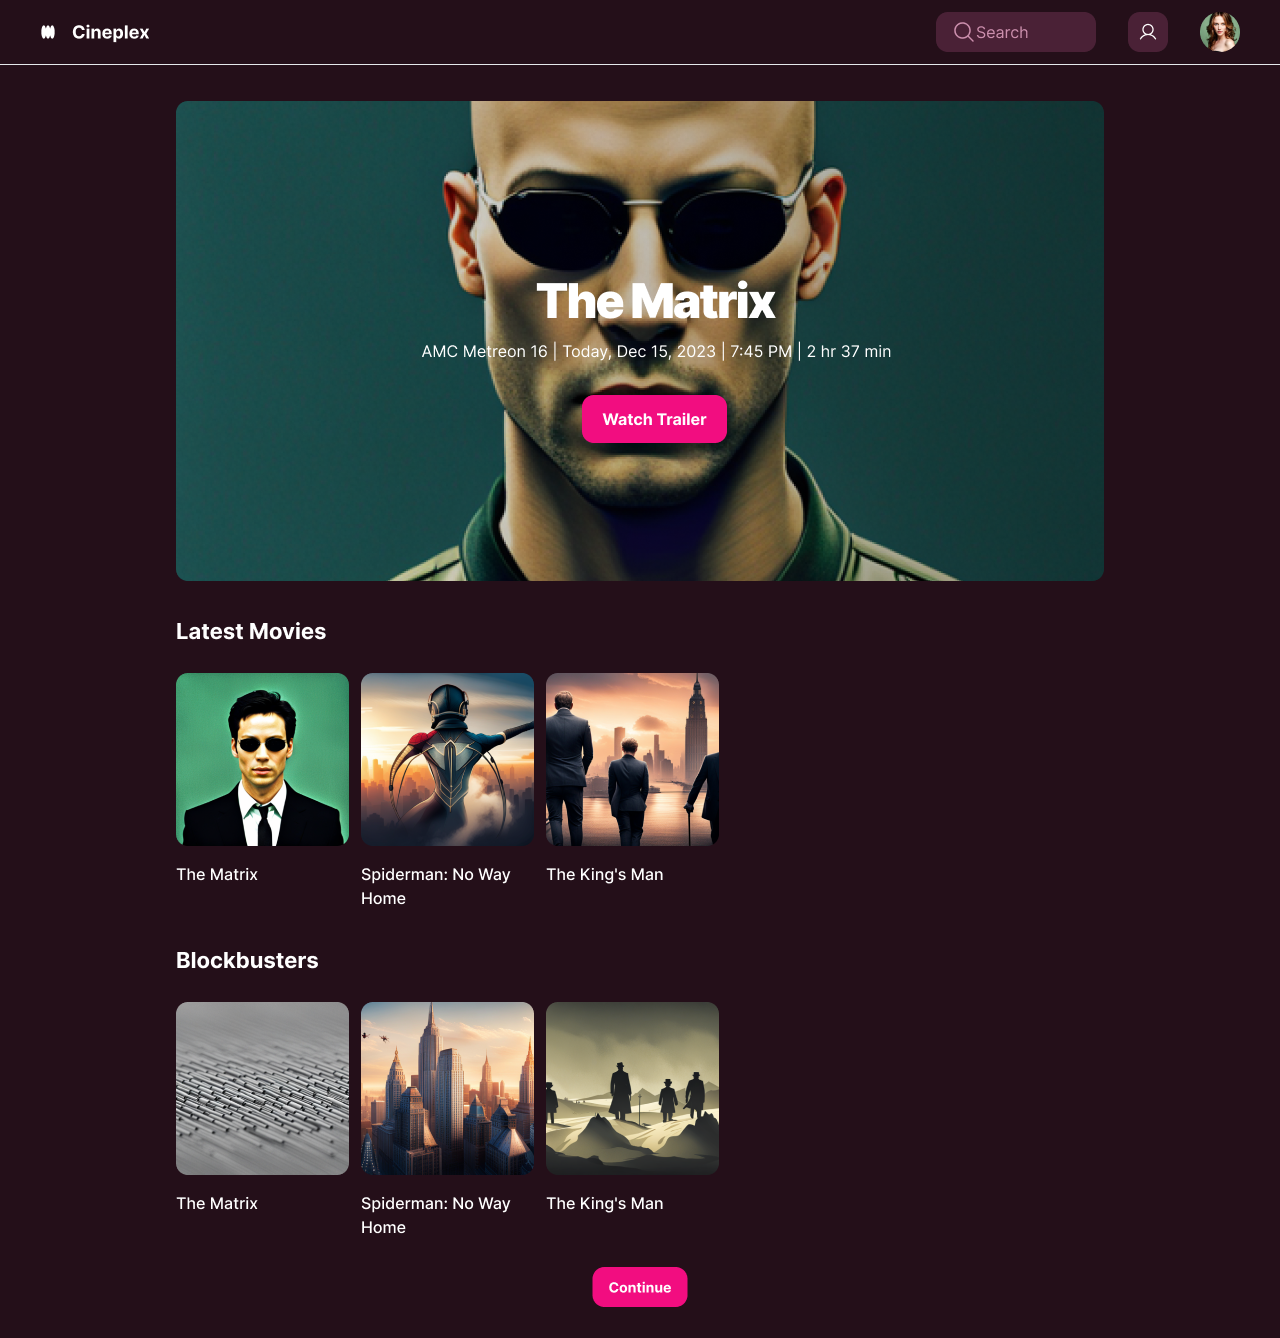 Cineplex
Search
The Matrix
AMC Metreon 16 | Today, Dec 15, 2023 | 7:45 PM | 2 hr 37 min
Watch Trailer
Latest Movies
The Matrix
Spiderman: No Way
Home
The King's Man
Blockbusters
The Matrix
Spiderman: No Way
Home
The King's Man
Continue